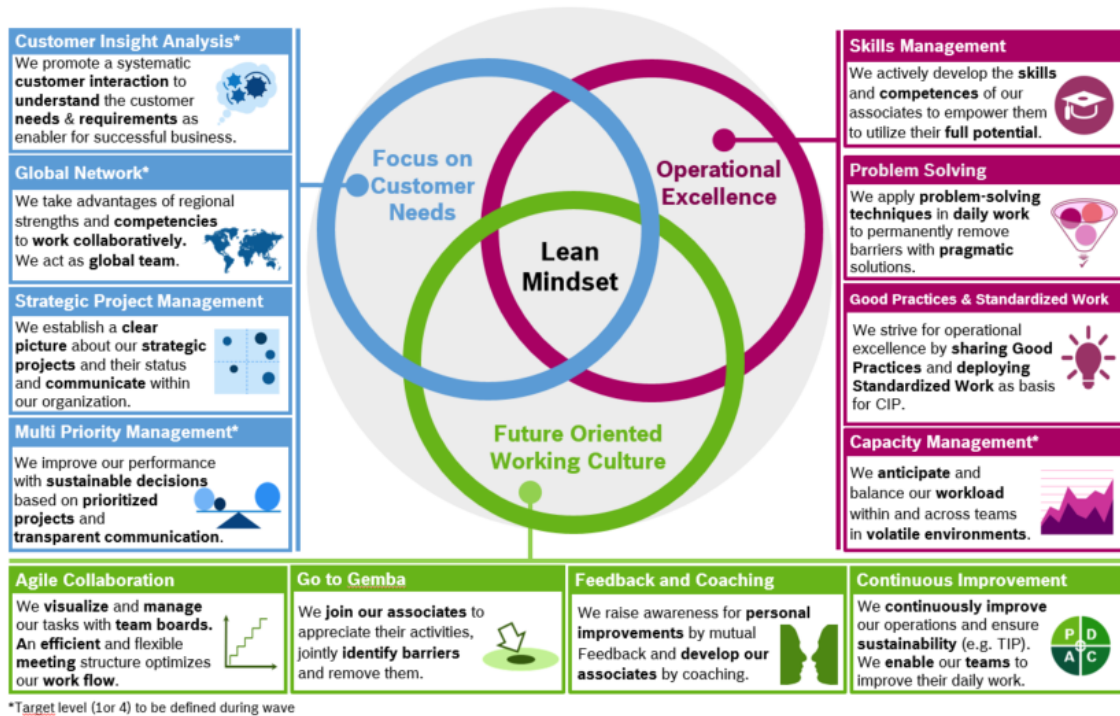 Customer Insight Analysis*
We promote a systematic
customer interaction to
understand the customer
needs & requirements as
enabler for successful business.
Global Network*
We take advantages of regional
strengths and competencies
to work collaboratively.
We act as global team.
Strategic Project Management
We establish a clear
picture about our strategic
projects and their status
and communicate within
our organization.
Multi Priority Management*
We improve our performance
with sustainable decisions
based on prioritized
projects and
transparent communication.
Focus on
Customer
Needs
Operational
Excellence
Lean
Mindset
Future Oriented
Working Culture
Skills Management
We actively develop the skills
and competences of our
associates to empower them
to utilize their full potential.
Problem Solving
We apply problem-solving
techniques in daily work
to permanently remove
barriers with pragmatic
solutions.
Good Practices & Standardized Work
We strive for operational
excellence by sharing Good
Practices and deploying
Standardized Work as basis
for CIP.
Capacity Management*
We anticipate and
balance our workload
within and across teams
in volatile environments.
Agile Collaboration
We visualize and manage
our tasks with team boards.
An efficient and flexible
meeting structure optimizes
our work flow.
Go to Gemba
We join our associates to
appreciate their activities,
jointly identify barriers
and remove them.
Feedback and Coaching
We raise awareness for personal
improvements by mutual
Feedback and develop our
associates by coaching.
Continuous Improvement
We continuously improve
our operations and ensure
sustainability (e.g. TIP).
We enable our teams to
improve their daily work.
P D
A C
*Target level (1or 4) to be defined during wave